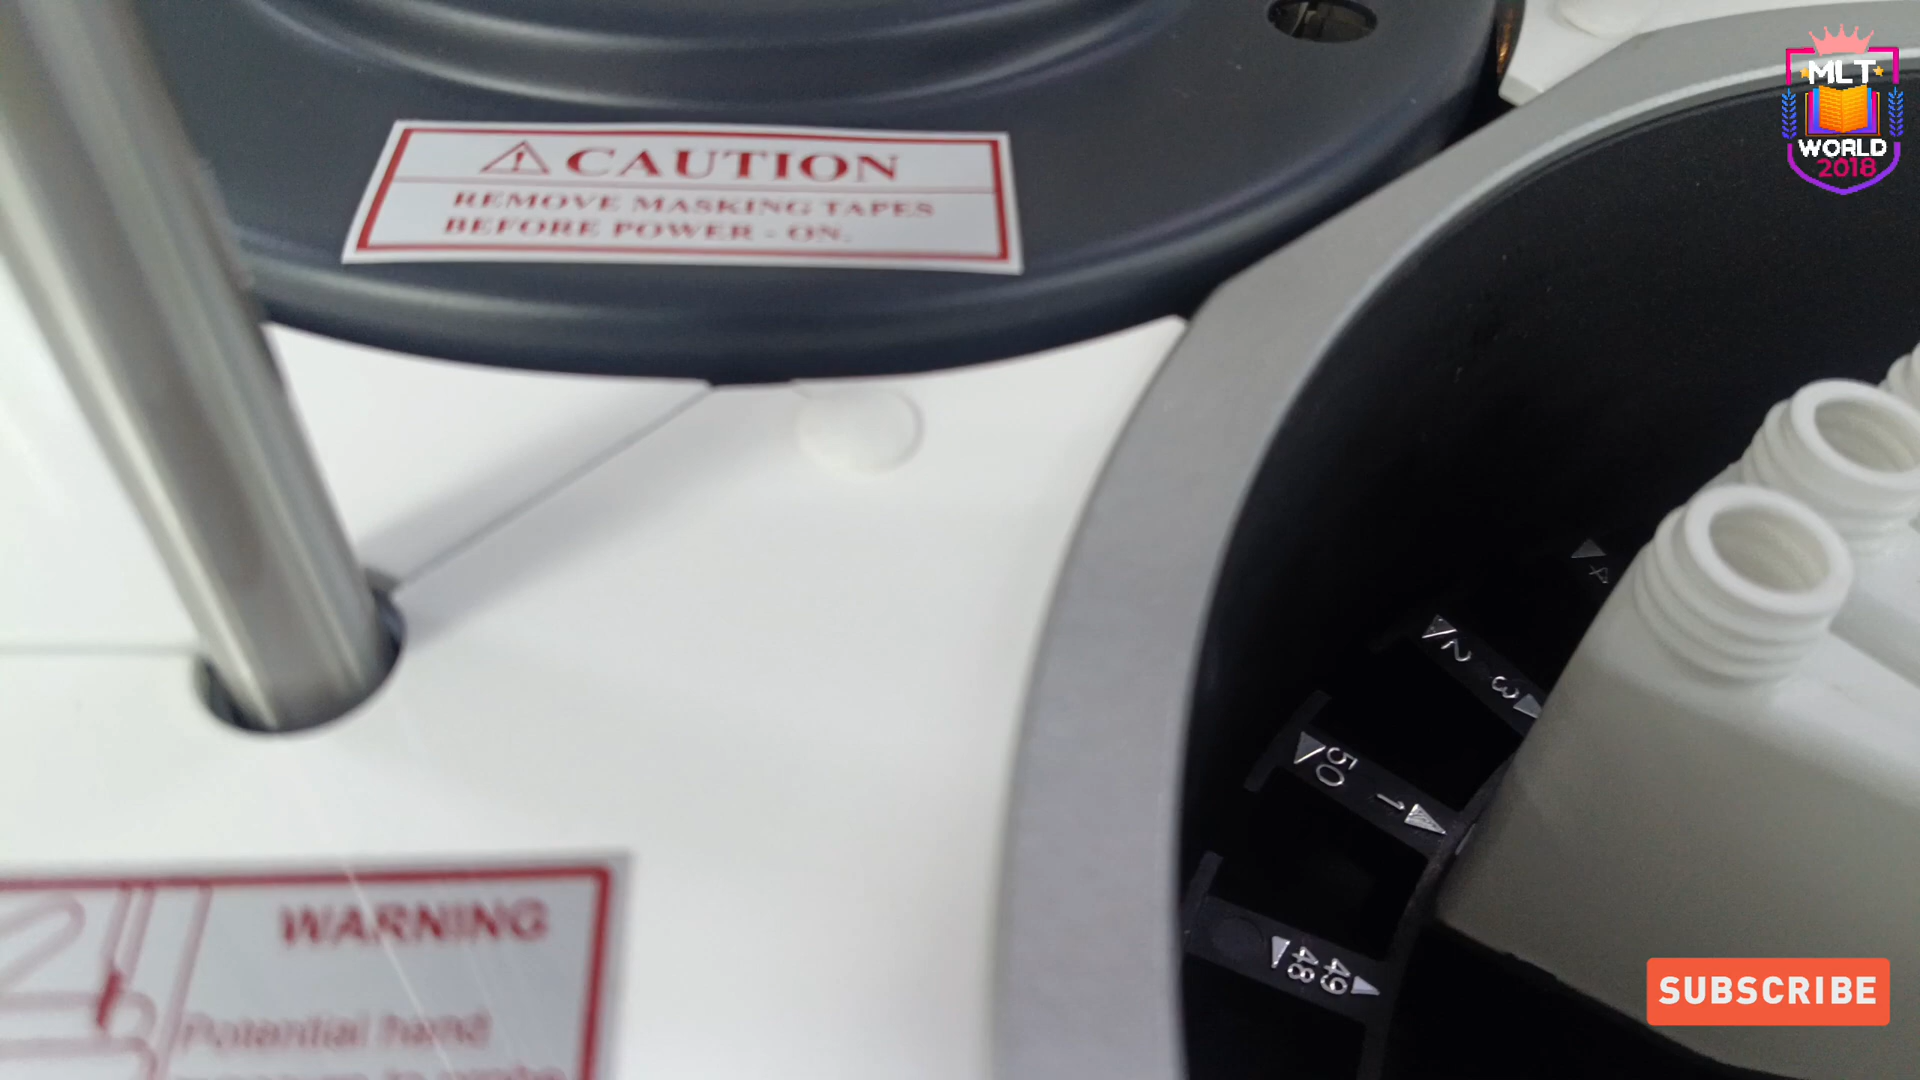 CAUTION
REMOVE MASKING TAPES
BEFORE POWER - ON.
MLT
WORLD
2018
4
2 3
50 1
48 49
WARNING
Potential hand
SUBSCRIBE